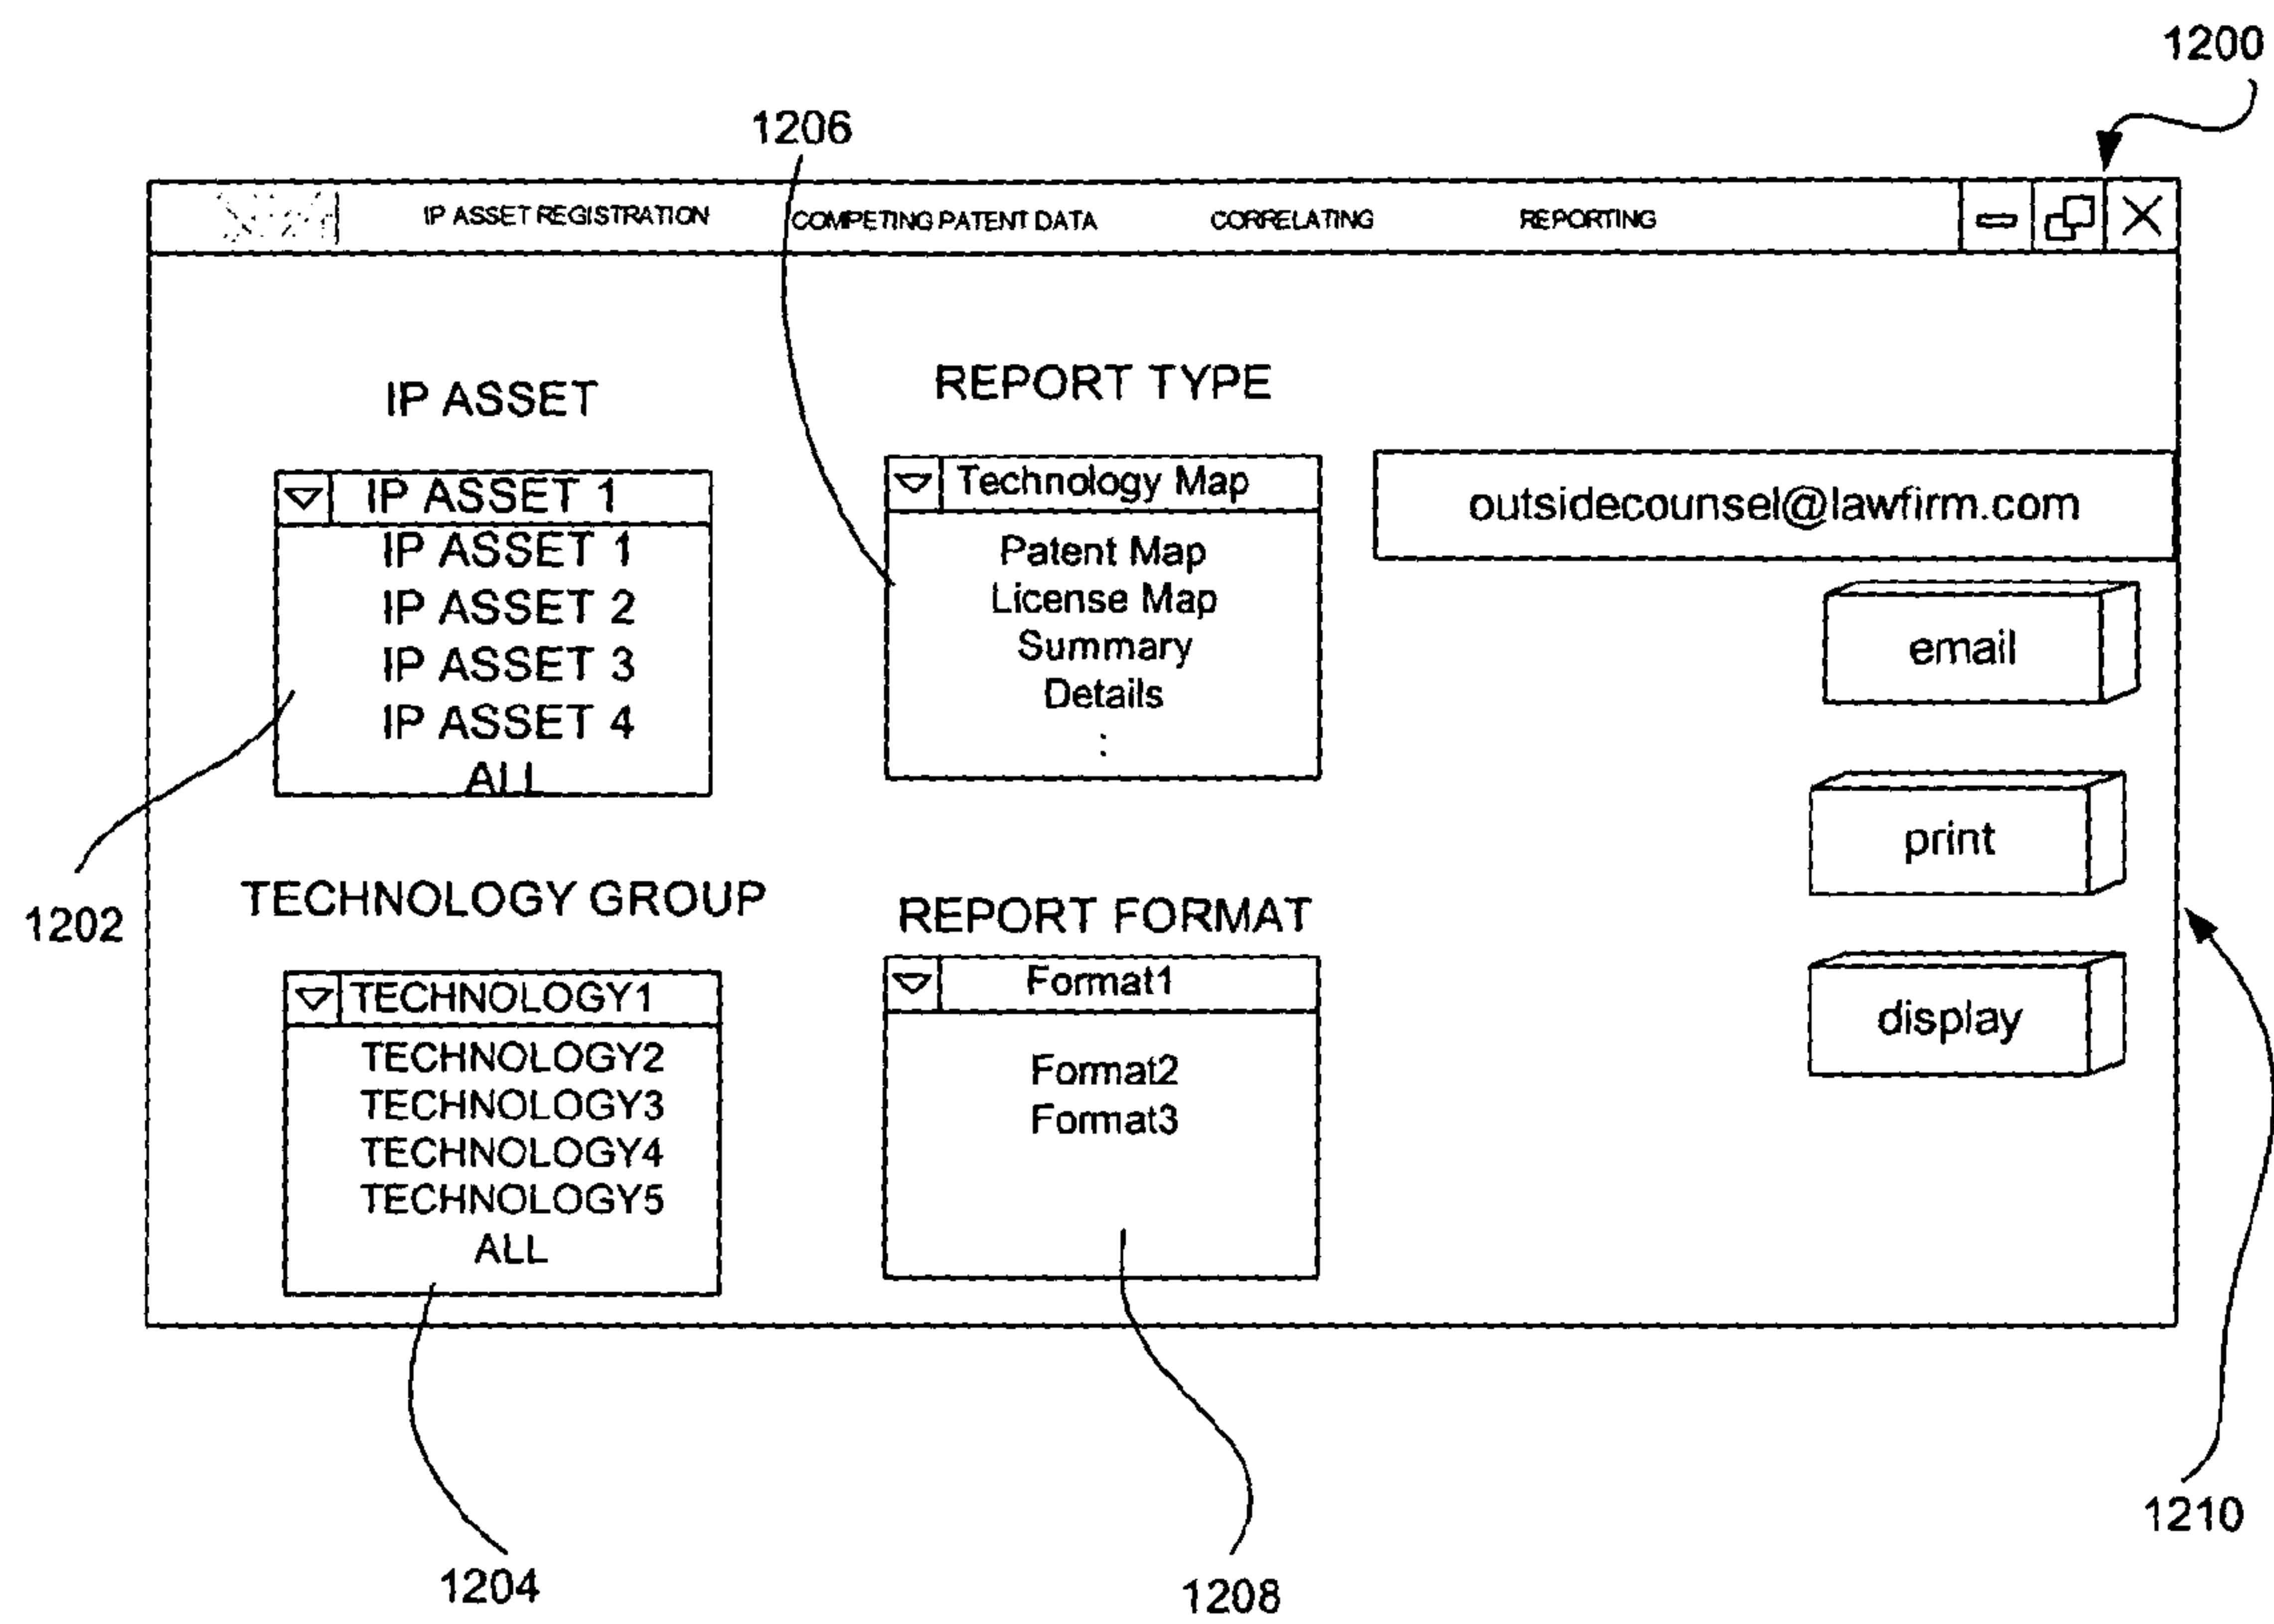 1200
1206
IP ASSET REGISTRATION COMPETING PATENT DATA CORRELATING REPORTING
IP ASSET
IP ASSET 1
IP ASSET 1
IP ASSET 2
IP ASSET 3
IP ASSET 4
ALL
1202
REPORT TYPE
Technology Map
Patent Map
License Map
Summary
Details
:
outsidecounsel@lawfirm.com
email
print
display
TECHNOLOGY GROUP
TECHNOLOGY1
TECHNOLOGY2
TECHNOLOGY3
TECHNOLOGY4
TECHNOLOGY5
ALL
REPORT FORMAT
Format1
Format2
Format3
1210
1204
1208